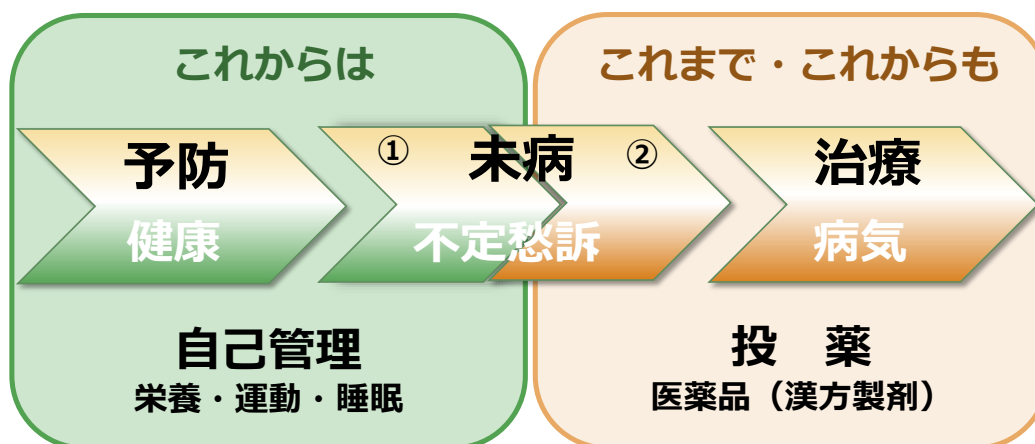 これからは
これまで・これからも
予防
① 未病 ②
治療
健康
不定愁訴
病気
自己管理
栄養・運動・睡眠
投　薬
医薬品（漢方製剤）